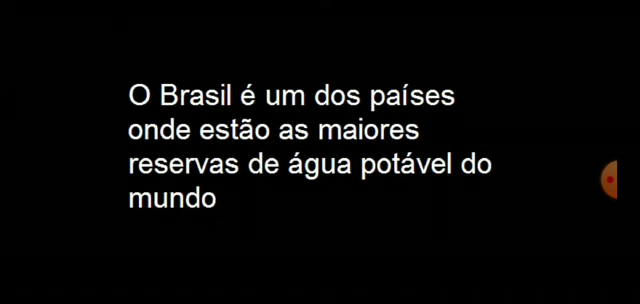 O Brasil é um dos países
onde estão as maiores
reservas de água potável do
mundo